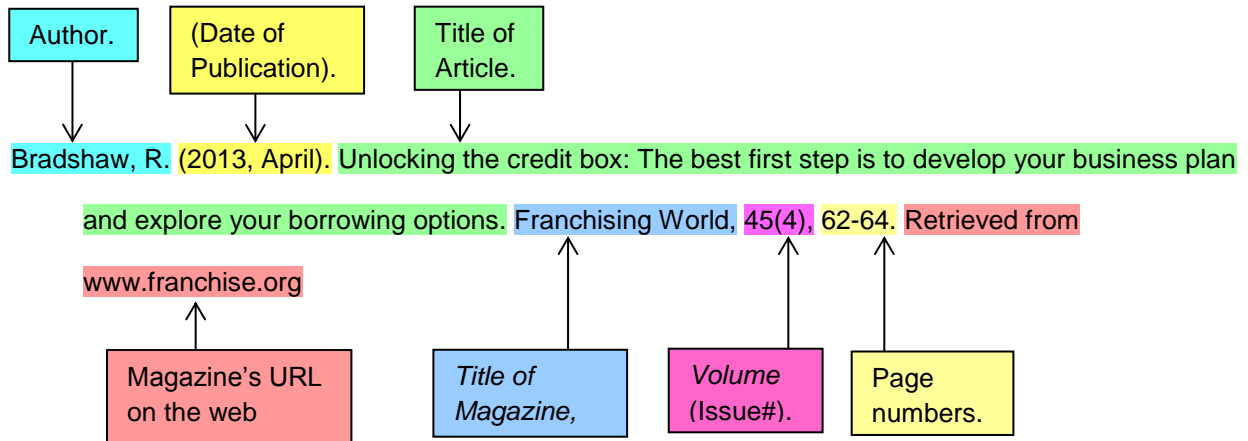 Author.
(Date of
Publication).
Title of
Article.
Bradshaw, R. (2013, April). Unlocking the credit box: The best first step is to develop your business plan
and explore your borrowing options. Franchising World, 45(4), 62-64. Retrieved from
www.franchise.org
Magazine’s URL
on the web
Title of
Magazine,
Volume
(Issue#).
Page
numbers.